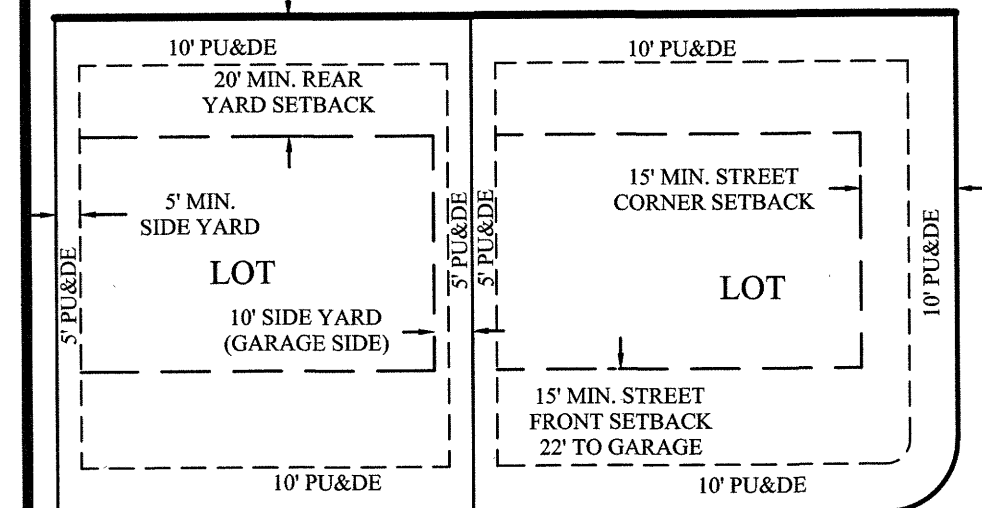 10' PU&DE
20' MIN. REAR
YARD SETBACK
5' MIN.
SIDE YARD
LOT
10' SIDE YARD
(GARAGE SIDE)
5' PU&DE
5' PU&DE
10' PU&DE
10' PU&DE
15' MIN. STREET
CORNER SETBACK
LOT
15' MIN. STREET
FRONT SETBACK
22' TO GARAGE
5' PU&DE
10' PU&DE
10' PU&DE